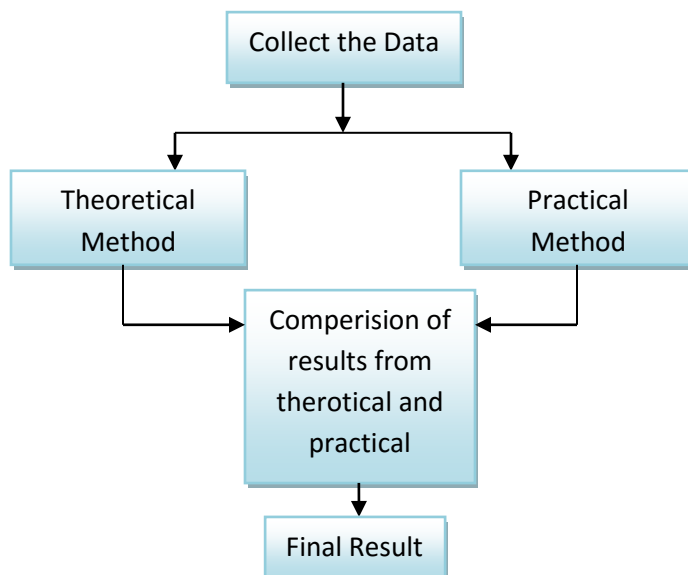 Collect the Data
Theoretical
Method
Practical
Method
Comperision of
results from
therotical and
practical
Final Result